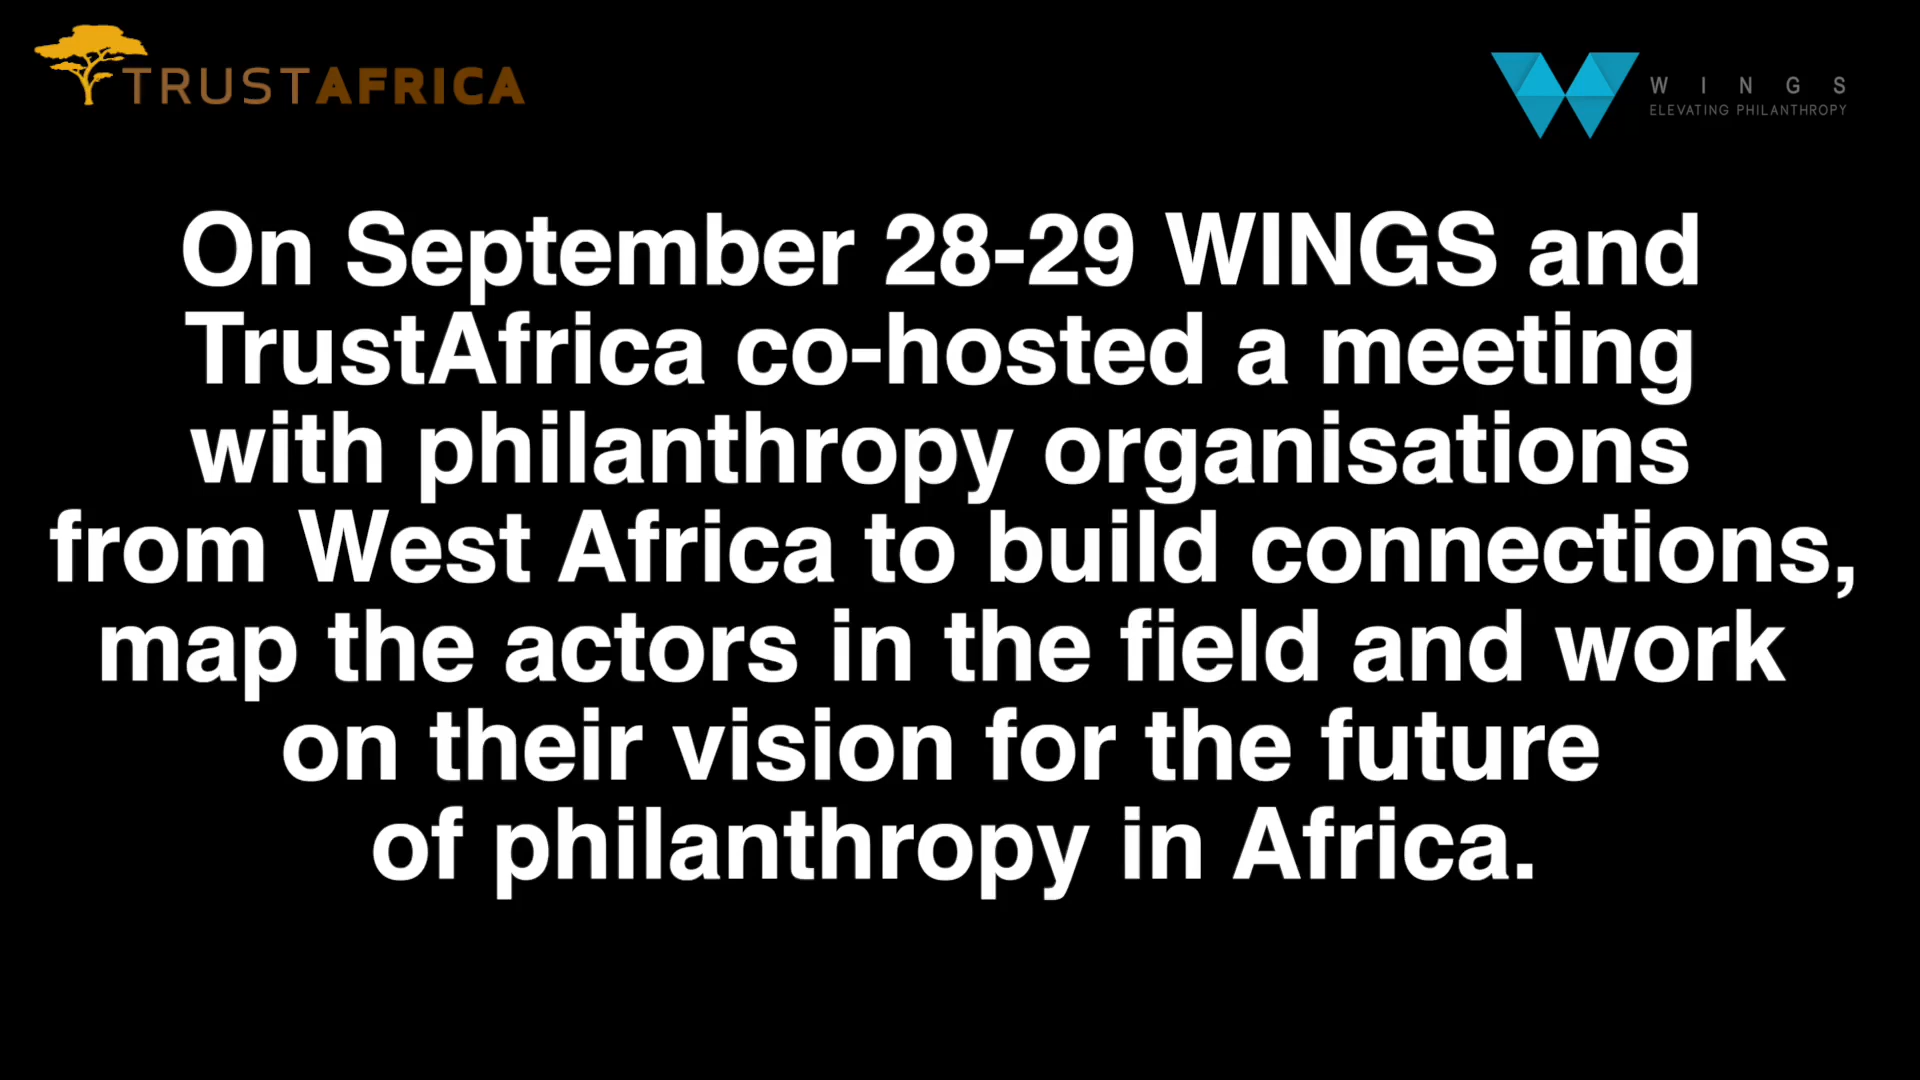 TRUSTAFRICA
WINGS
ELEVATING PHILANTHROPY
On September 28-29 WINGS and
TrustAfrica co-hosted a meeting
with philanthropy organisations
from West Africa to build connections,
map the actors in the field and work
on their vision for the future
of philanthropy in Africa.